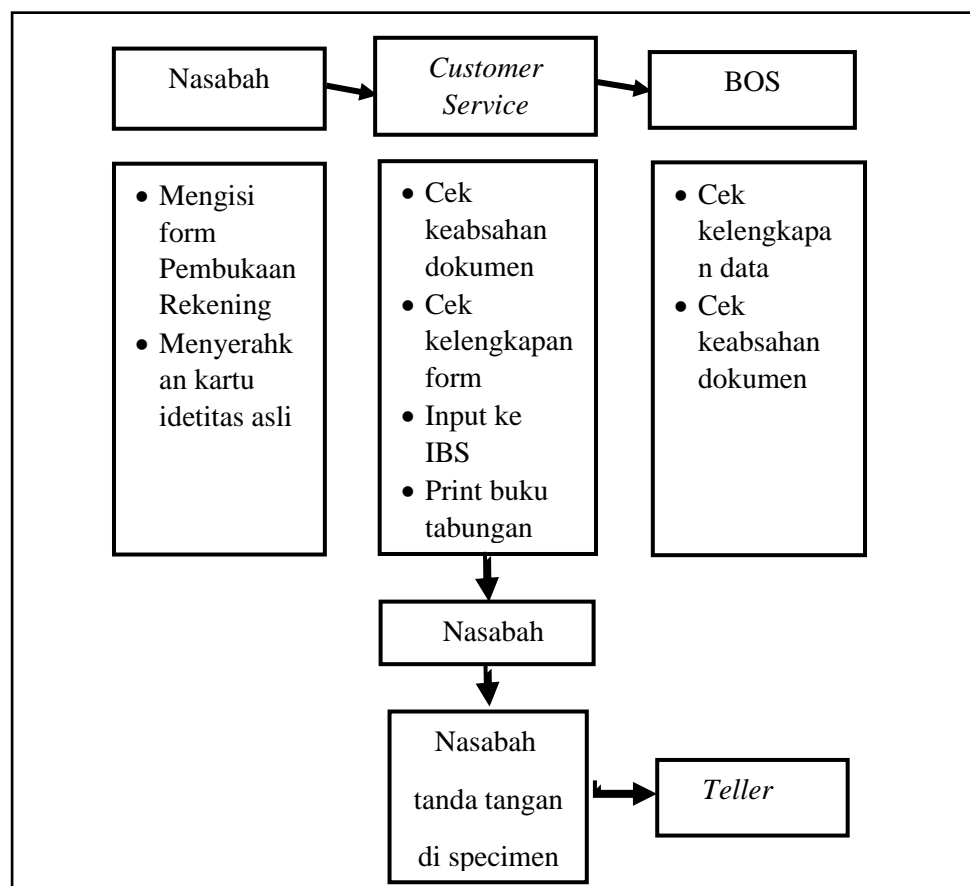 Nasabah
Customer
Service
BOS
• Mengisi
form
Pembukaan
Rekening
• Menyerahk
an kartu
idetitas asli
• Cek
keabsahan
dokumen
• Cek
kelengkapan
form
• Input ke
IBS
• Print buku
tabungan
• Cek
kelengkapa
n data
• Cek
keabsahan
dokumen
Nasabah
Nasabah
tanda tangan
di specimen
Teller